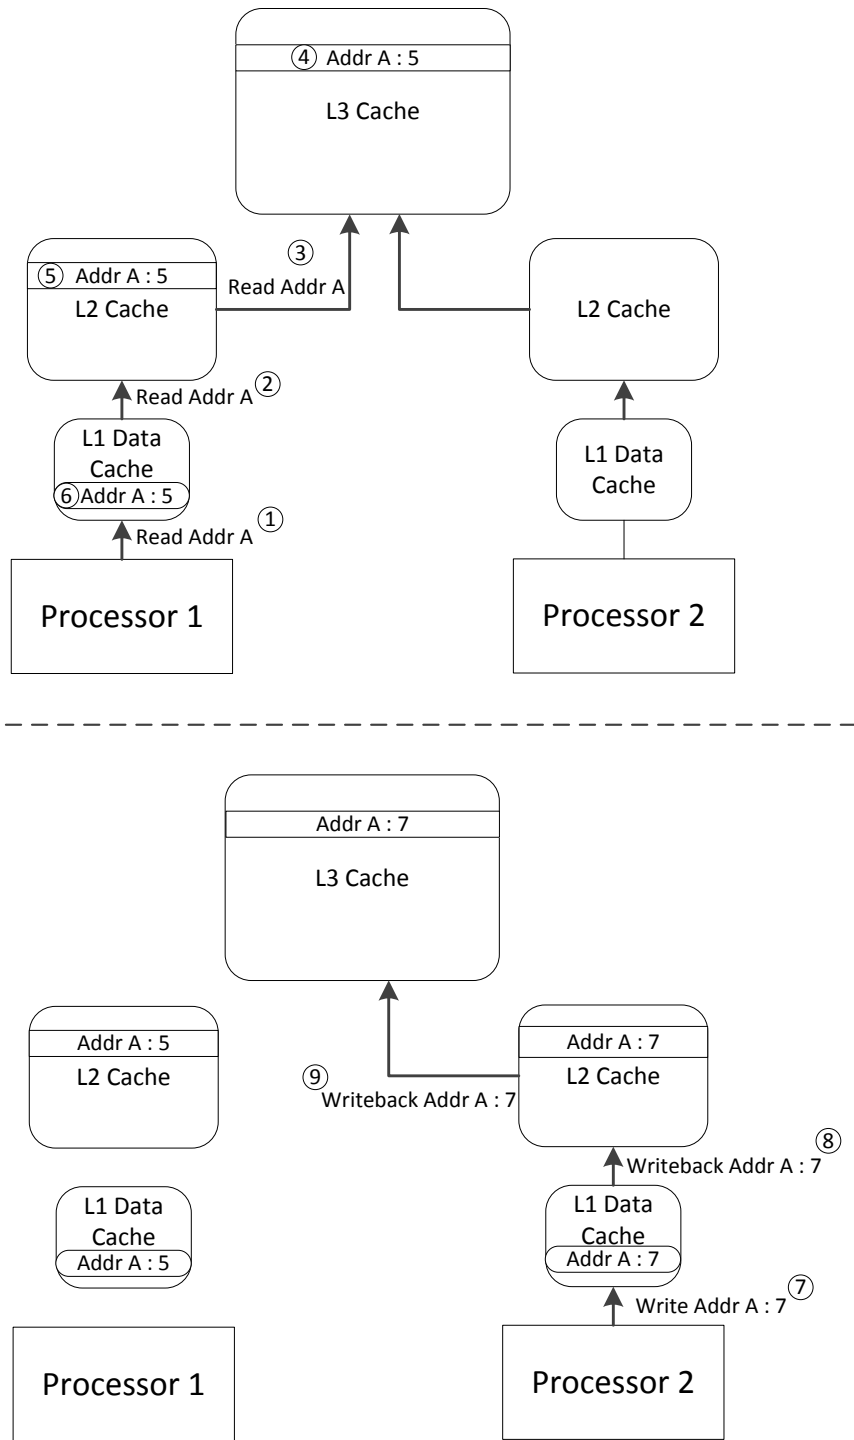 ④ Addr A : 5
L3 Cache
③
Read Addr A
⑤ Addr A : 5
L2 Cache
L2 Cache
Read Addr A ②
L1 Data
Cache
⑥ Addr A : 5
L1 Data
Cache
Read Addr A ①
Processor 1
Processor 2
Addr A : 7
L3 Cache
Addr A : 5
L2 Cache
Addr A : 7
L2 Cache
⑨
Writeback Addr A : 7
Writeback Addr A : 7 ⑧
L1 Data
Cache
Addr A : 5
L1 Data
Cache
Addr A : 7
Write Addr A : 7 ⑦
Processor 1
Processor 2